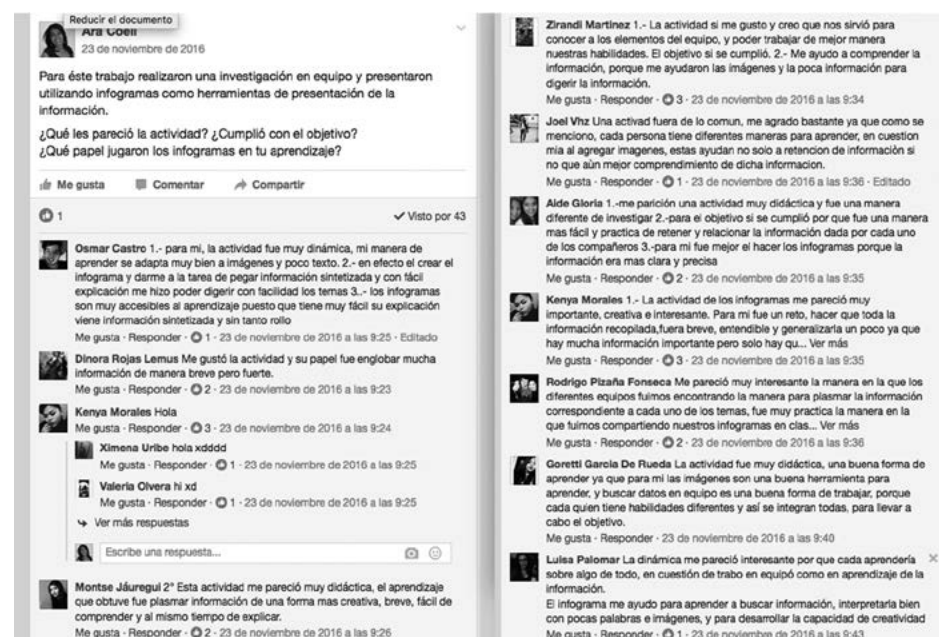 Reducir el documento
Ara Coeli
23 de noviembre de 2016
Para éste trabajo realizaron una investigación en equipo y presentaron
utilizando infogramas como herramientas de presentación de la
información.
¿Qué les pareció la actividad? ¿Cumplió con el objetivo?
¿Qué papel jugaron los infogramas en tu aprendizaje?
Me gusta Comentar Compartir
1 Visto por 43
Osmar Castro 1.- para mi, la actividad fue muy dinámica, mi manera de
aprender se adapta muy bien a imágenes y poco texto. 2.- en efecto el crear el
infograma y darme a la tarea de pegar información sintetizada y con fácil
explicación me hizo poder digerir con facilidad los temas 3..- los infogramas
son muy accesibles al aprendizaje puesto que tiene muy fácil su explicación
viene información sintetizada y sin tanto rollo
Me gusta · Responder · 1 · 23 de noviembre de 2016 a las 9:25 · Editado
Dinora Rojas Lemus Me gustó la actividad y su papel fue englobar mucha
información de manera breve pero fuerte.
Me gusta · Responder · 2 · 23 de noviembre de 2016 a las 9:23
Kenya Morales Hola
Me gusta · Responder · 3 · 23 de noviembre de 2016 a las 9:24
Ximena Uribe hola xdddd
Me gusta · Responder · 1 · 23 de noviembre de 2016 a las 9:25
Valeria Olvera hi xd
Me gusta · Responder · 1 · 23 de noviembre de 2016 a las 9:25
Ver más respuestas
Escribe una respuesta...
Montse Jáuregui 2° Esta actividad me pareció muy didáctica, el aprendizaje
que obtuve fue plasmar información de una forma mas creativa, breve, fácil de
comprender y al mismo tiempo de explicar.
Me gusta · Responder · 2 · 23 de noviembre de 2016 a las 9:26
Zirandi Martinez 1.- La actividad si me gusto y creo que nos sirvió para
conocer a los elementos del equipo, y poder trabajar de mejor manera
nuestras habilidades. El objetivo si se cumplió. 2.- Me ayudo a comprender la
información, porque me ayudaron las imágenes y la poca información para
digerir la información.
Me gusta · Responder · 3 · 23 de noviembre de 2016 a las 9:34
Joel Vhz Una activad fuera de lo comun, me agrado bastante ya que como se
menciono, cada persona tiene diferentes maneras para aprender, en cuestion
mia al agregar imagenes, estas ayudan no solo a retencion de informaciòn si
no que aùn mejor comprendimiento de dicha informacion.
Me gusta · Responder · 1 · 23 de noviembre de 2016 a las 9:36 · Editado
Aide Gloria 1.-me parición una actividad muy didáctica y fue una manera
diferente de investigar 2.-para el objetivo si se cumplió por que fue una manera
mas fácil y practica de retener y relacionar la información dada por cada uno
de los compañeros 3.-para mi fue mejor el hacer los infogramas porque la
información era mas clara y precisa
Me gusta · Responder · 2 · 23 de noviembre de 2016 a las 9:35
Kenya Morales 1.- La actividad de los infogramas me pareció muy
importante, creativa e interesante. Para mi fue un reto, hacer que toda la
información recopilada,fuera breve, entendible y generalizarla un poco ya que
hay mucha información importante pero solo hay qu... Ver más
Me gusta · Responder · 3 · 23 de noviembre de 2016 a las 9:35
Rodrigo Pizaña Fonseca Me pareció muy interesante la manera en la que los
diferentes equipos fuimos encontrando la manera para plasmar la información
correspondiente a cada uno de los temas, fue muy practica la manera en la
que fuimos compartiendo nuestros infogramas en clas... Ver más
Me gusta · Responder · 2 · 23 de noviembre de 2016 a las 9:36
Goretti Garcia De Rueda La actividad fue muy didáctica, una buena forma de
aprender ya que para mi las imágenes son una buena herramienta para
aprender, y buscar datos en equipo es una buena forma de trabajar, porque
cada quien tiene habilidades diferentes y así se integran todas, para llevar a
cabo el objetivo.
Me gusta · Responder · 23 de noviembre de 2016 a las 9:40
Luisa Palomar La dinámica me pareció interesante por que cada aprendería
sobre algo de todo, en cuestión de trabo en equipó como en aprendizaje de la
información.
El infograma me ayudo para aprender a buscar información, interpretarla bien
con pocas palabras e imágenes, y para desarrollar la capacidad de creatividad
Me gusta · Responder · 1 · 23 de noviembre de 2016 a las 9:43